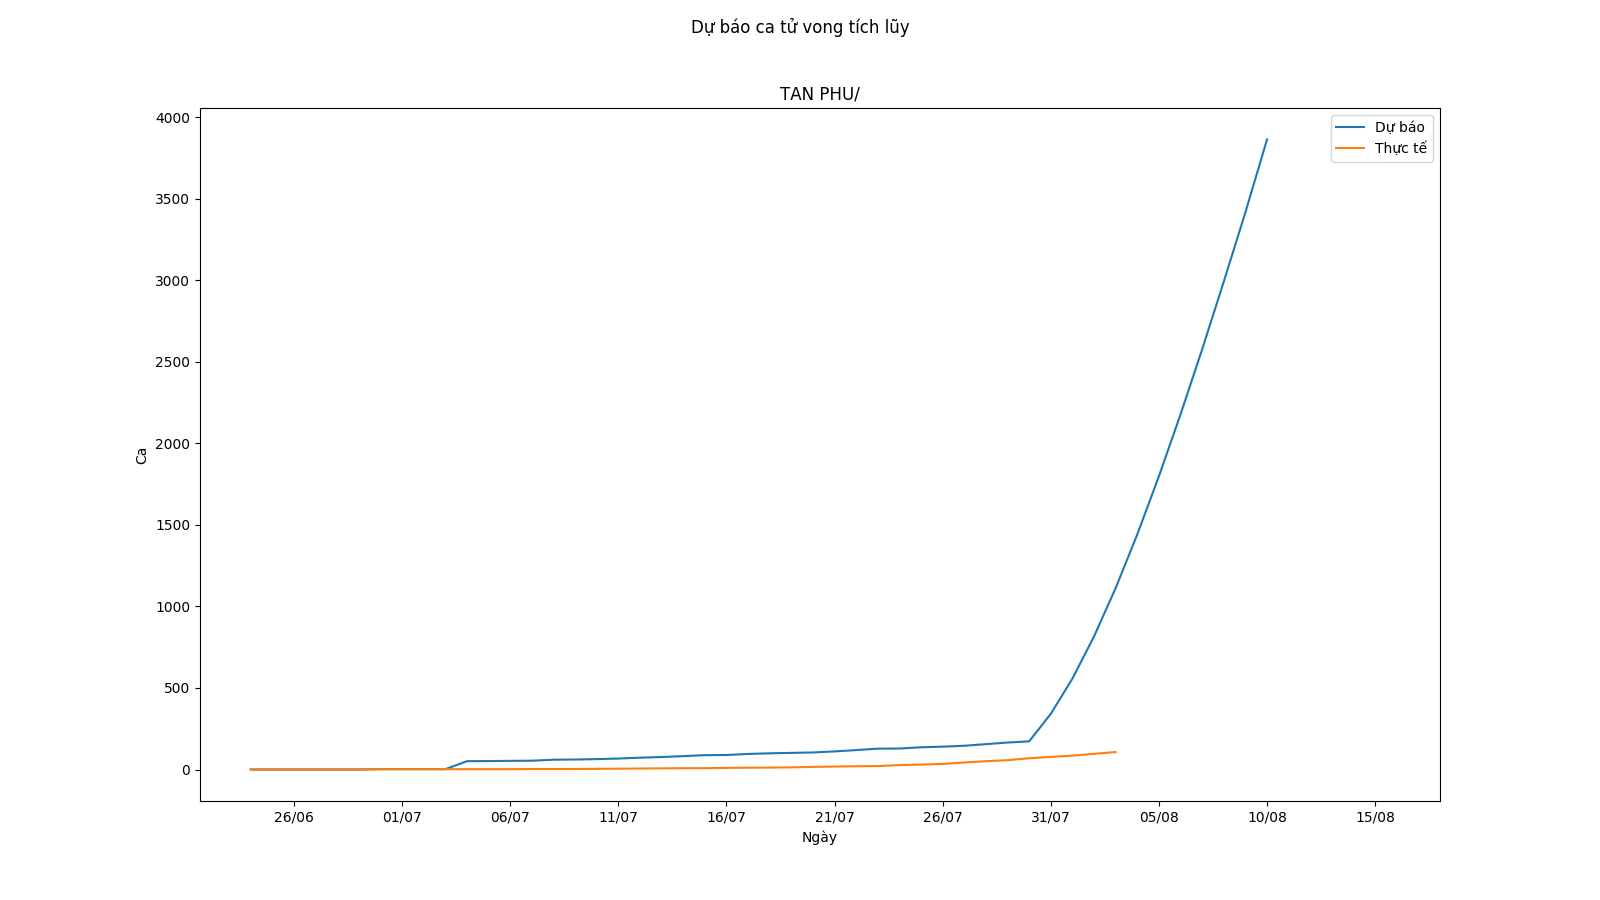 Dự báo ca tử vong tích lũy
TAN PHU/
4000
3500
3000
2500
2000
1500
1000
500
0
Ca
Dự báo
Thực tế
26/06 01/07 06/07 11/07 16/07 21/07 26/07 31/07 05/08 10/08 15/08
Ngày